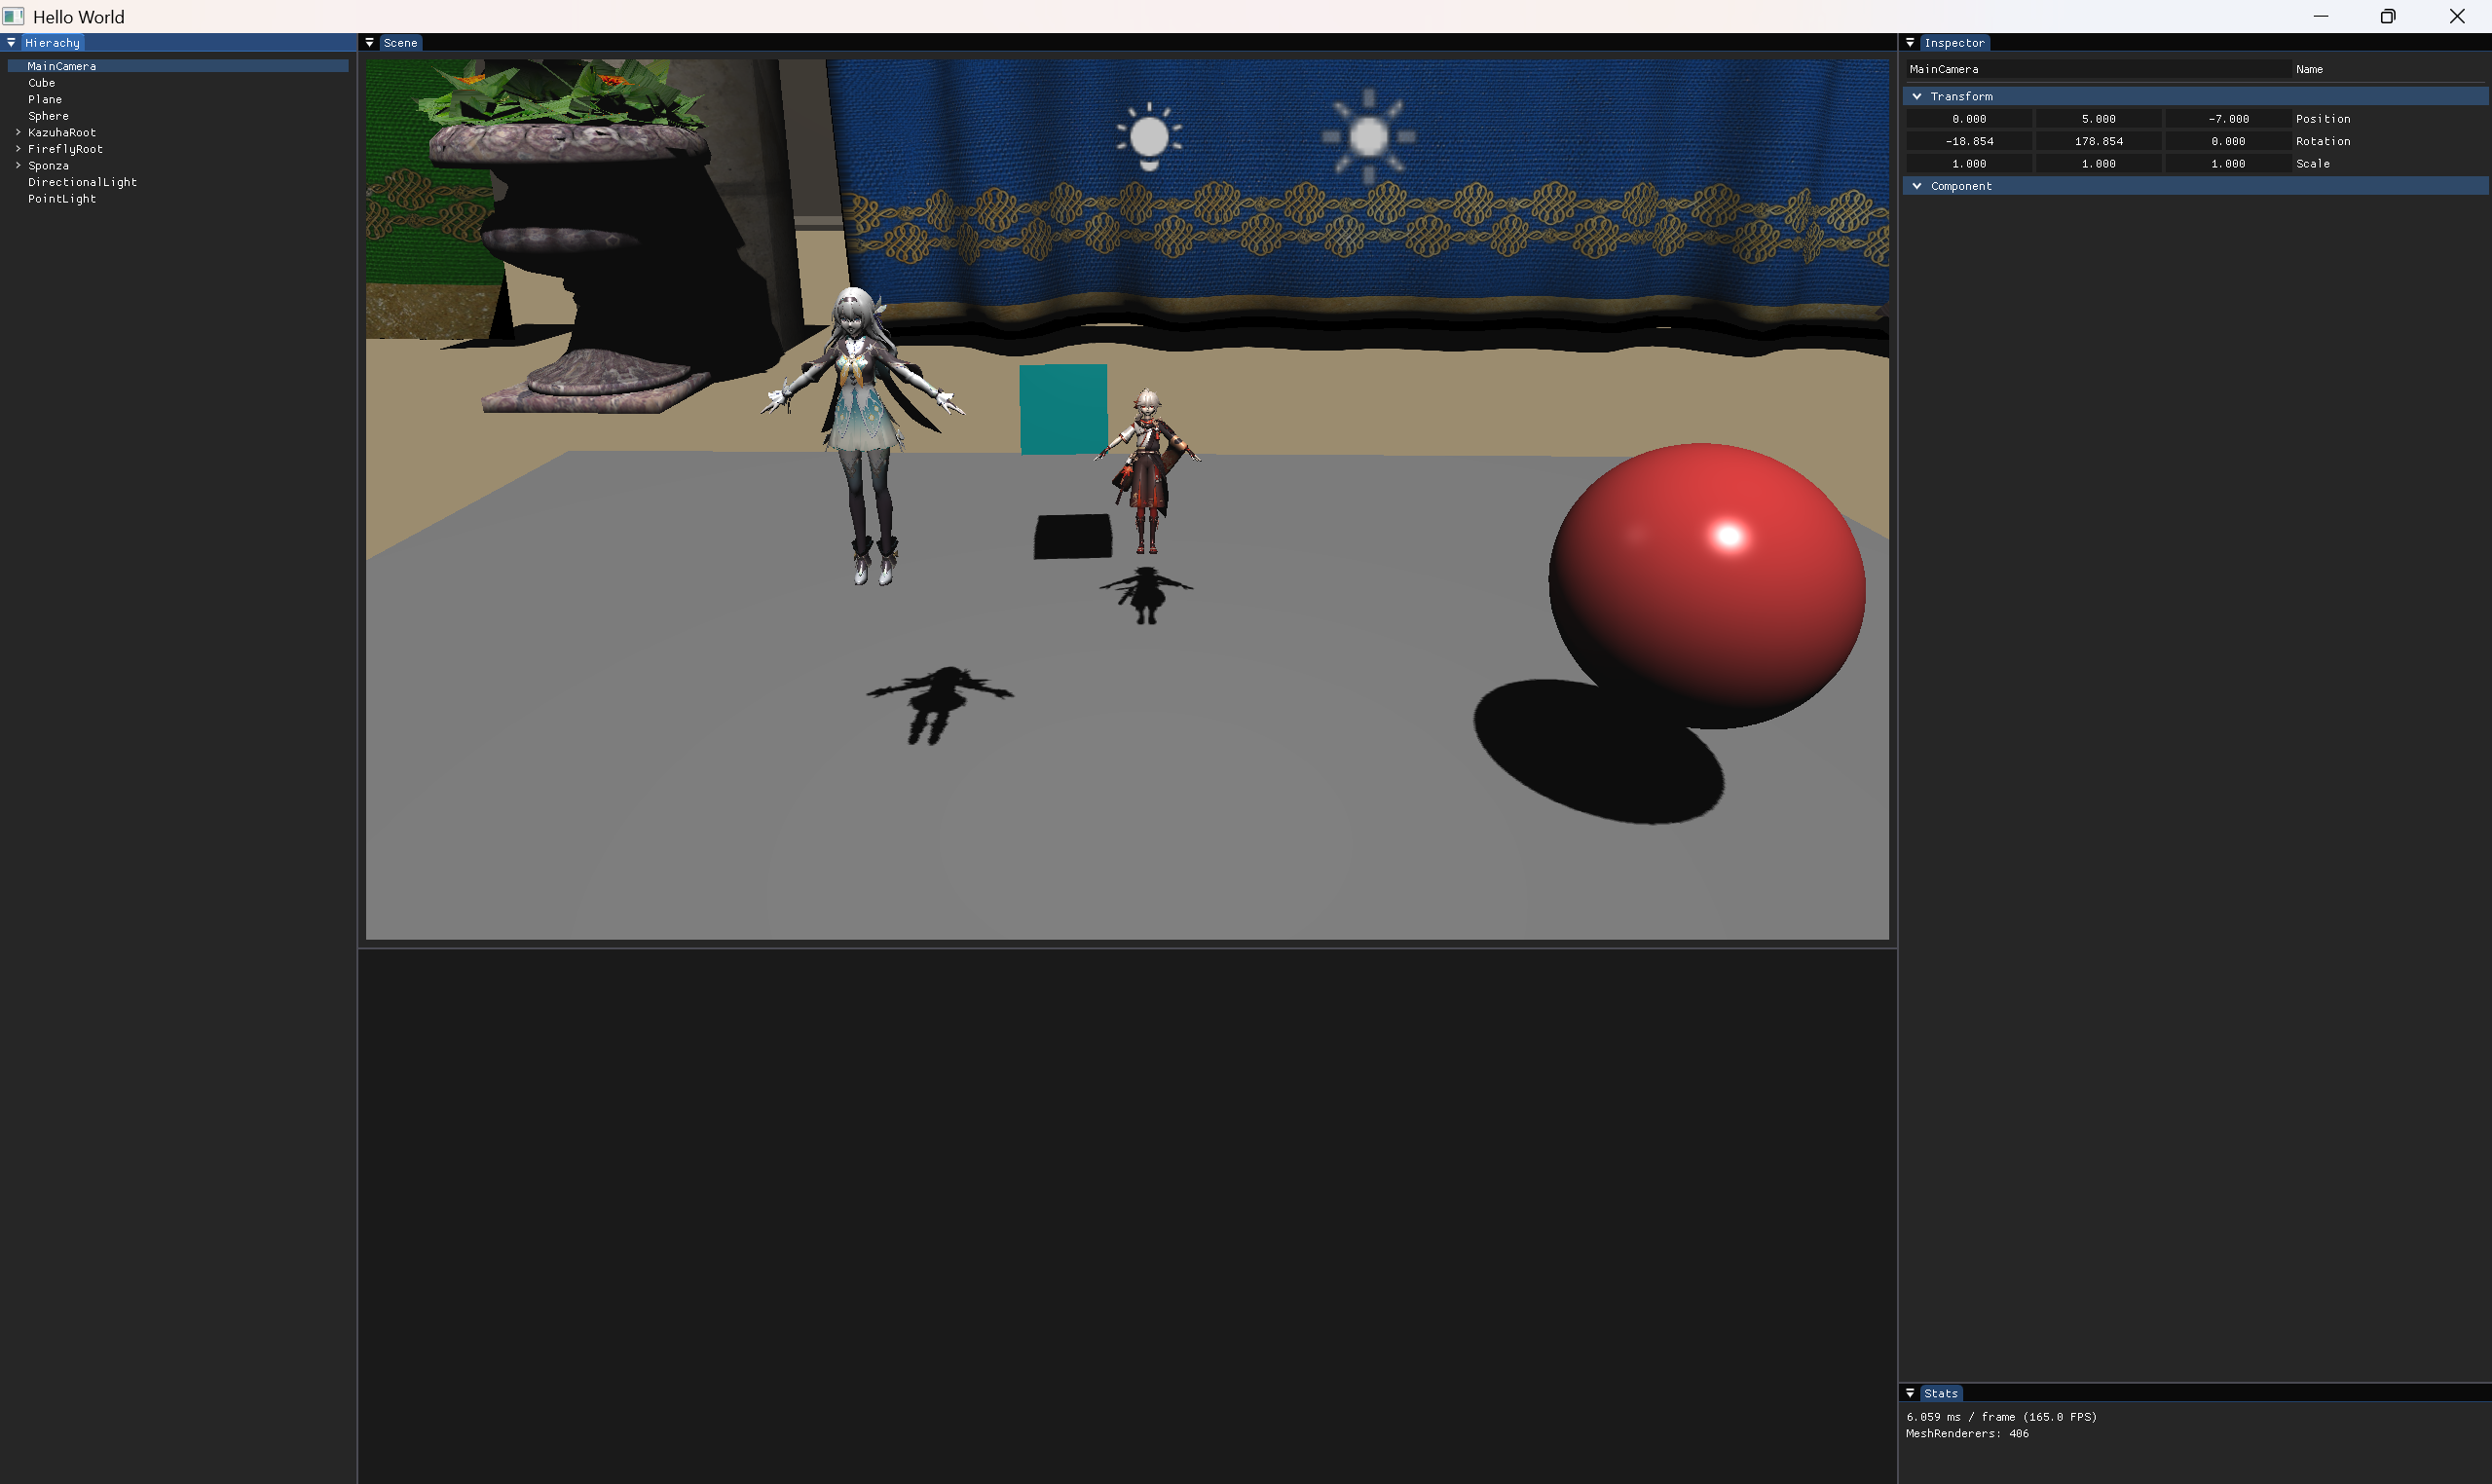 Hello World
Hierachy
MainCamera
Cube
Plane
Sphere
KazuhaRoot
FireflyRoot
Sponza
DirectionalLight
PointLight
Scene
Inspector
MainCamera Name
Transform
0.000 5.000 -7.000 Position
-18.854 178.854 0.000 Rotation
1.000 1.000 1.000 Scale
Component
Stats
6.059 ms / frame (165.0 FPS)
MeshRenderers: 406